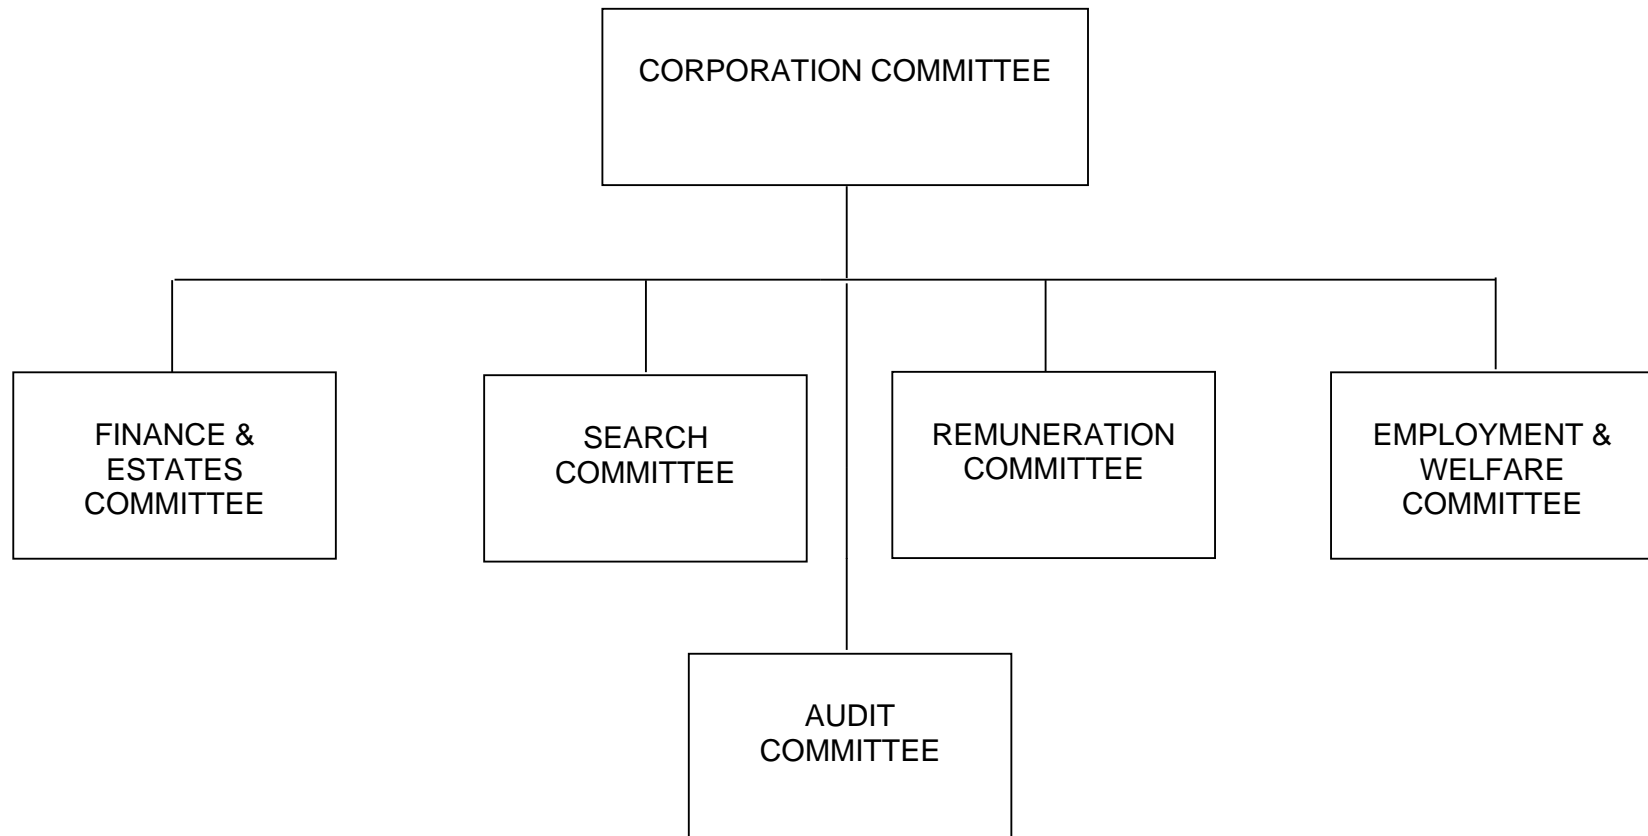 CORPORATION COMMITTEE
FINANCE &
ESTATES
COMMITTEE
SEARCH
COMMITTEE
REMUNERATION
COMMITTEE
EMPLOYMENT &
WELFARE
COMMITTEE
AUDIT
COMMITTEE